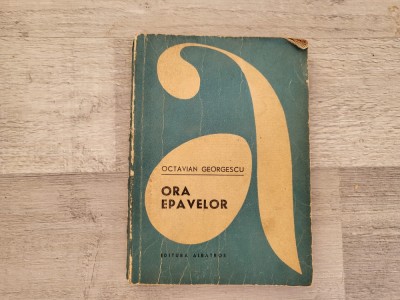 OCTAVIAN GEORGESCU
ORA
EPAVELOR
EDITURA ALBATROS